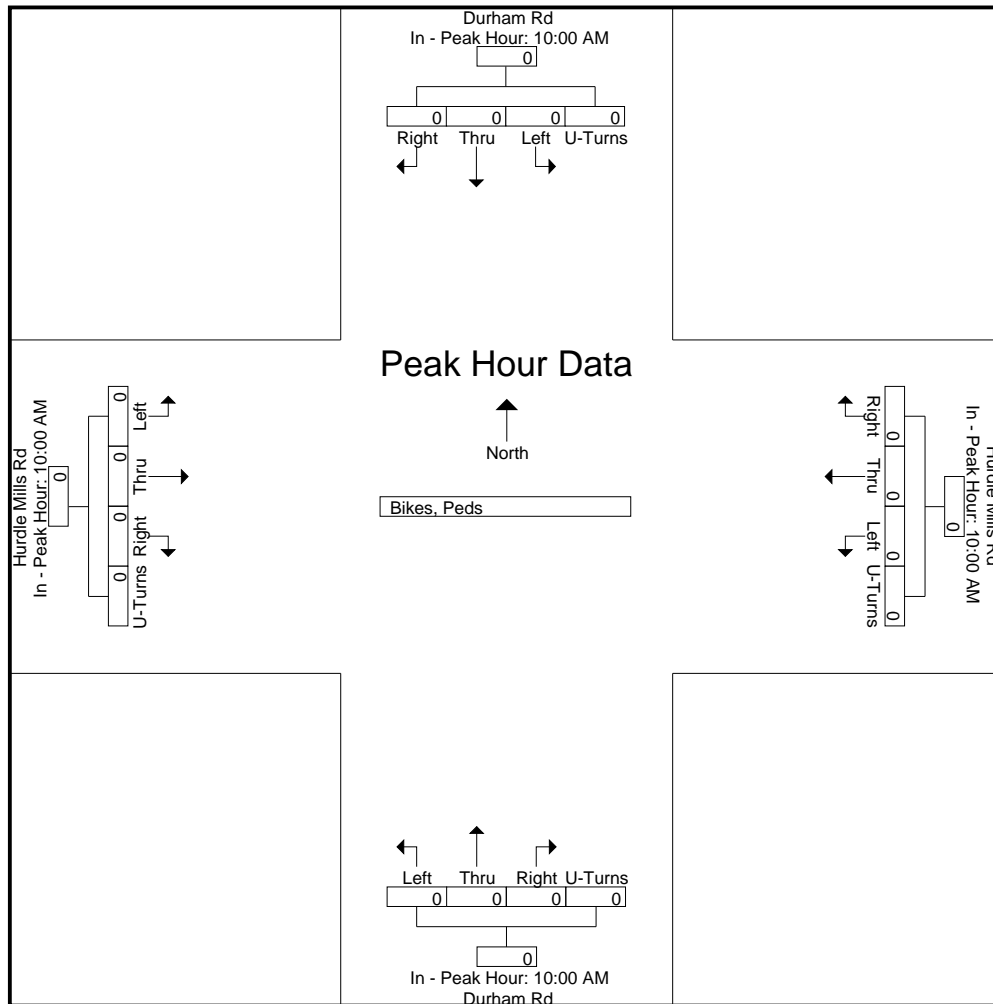 Durham Rd
In - Peak Hour: 10:00 AM
0
0 0 0 0
Right Thru Left U-Turns
Peak Hour Data
North
Bikes, Peds
Hurdle Mills Rd
In - Peak Hour: 10:00 AM
0
0 0 0 0
Left Thru Right U-Turns
Hurdle Mills Rd
In - Peak Hour: 10:00 AM
0
0 0 0 0
Right Thru Left U-Turns
Left Thru Right U-Turns
0 0 0 0
0
In - Peak Hour: 10:00 AM
Durham Rd